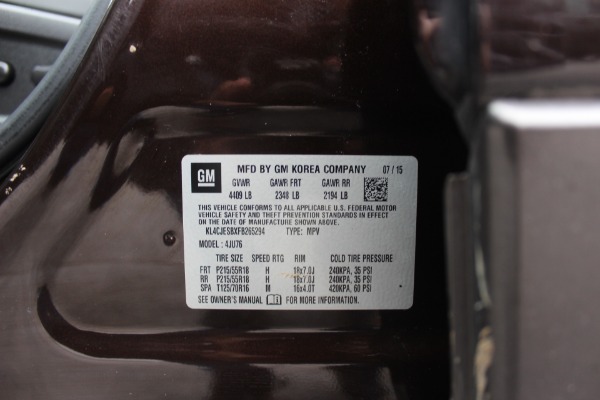 GM
MFD BY GM KOREA COMPANY 07 / 15
GVWR GAWR FRT GAWR RR
4409 LB 2348 LB 2194 LB
THIS VEHICLE CONFORMS TO ALL APPLICABLE U.S. FEDERAL MOTOR
VEHICLE SAFETY AND THEFT PREVENTION STANDARDS IN EFFECT
ON THE DATE OF MANUFACTURE SHOWN ABOVE.
KL4CJESBXFB265294 TYPE: MPV
MODEL : 4JU76
TIRE SIZE SPEED RTG RIM COLD TIRE PRESSURE
FRT P215/55R18 H 18x7.0J 240KPA, 35 PSI
RR P215/55R18 H 18x7.0J 240KPA, 35 PSI
SPA T125/70R16 M 16x4.0T 420KPA, 60 PSI
SEE OWNER'S MANUAL FOR MORE INFORMATION.